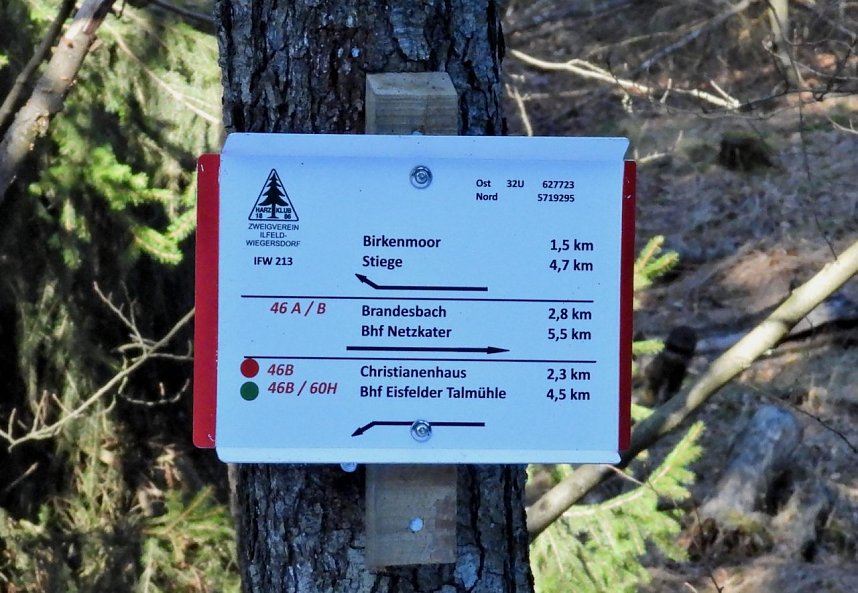 Ost 32U 627723
Nord 5719295
HARZ KLUB
18 86
ZWEIGVEREIN
ILFELD-
WIEGERSDORF
IFW 213
Birkenmoor 1,5 km
Stiege 4,7 km
46 A / B Brandesbach 2,8 km
Bhf Netzkater 5,5 km
46B Christianenhaus 2,3 km
46B / 60H Bhf Eisfelder Talmühle 4,5 km